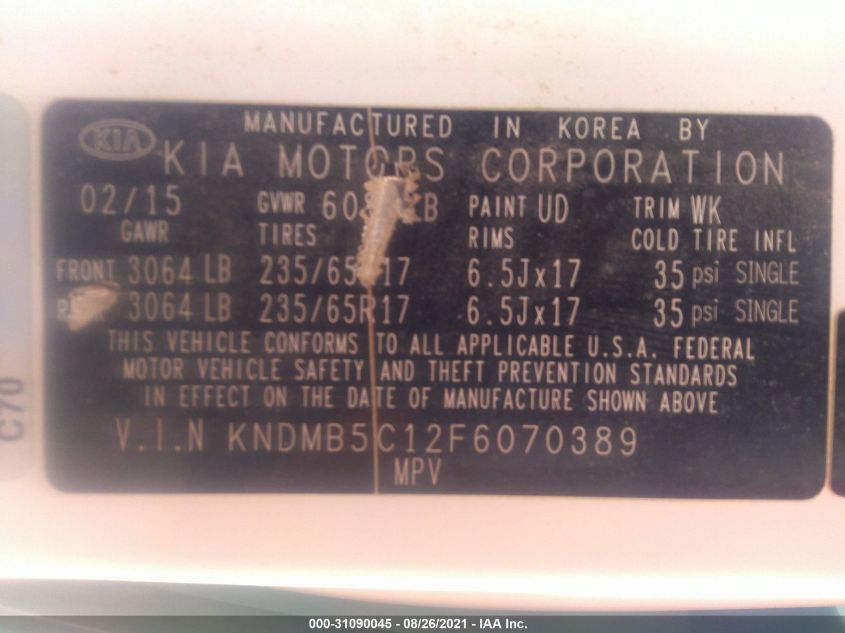 KIA
MANUFACTURED IN KOREA BY
KIA MOTORS CORPORATION
02/15 GVWR PAINT UD TRIM WK
GAWR TIRES RIMS COLD TIRE INFL
FRONT 3064 LB 235/65R17 6.5Jx17 35 psi SINGLE
3064 LB 235/65R17 6.5Jx17 35 psi SINGLE
THIS VEHICLE CONFORMS TO ALL APPLICABLE U.S.A. FEDERAL
MOTOR VEHICLE SAFETY AND THEFT PREVENTION STANDARDS
IN EFFECT ON THE DATE OF MANUFACTURE SHOWN ABOVE
V.I.N KNDMB5C12F6070389
MPV
C70
000-31090045 - 08/26/2021 - IAA Inc.